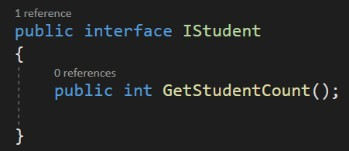 1 reference
public interface IStudent
{
0 references
public int GetStudentCount();
}